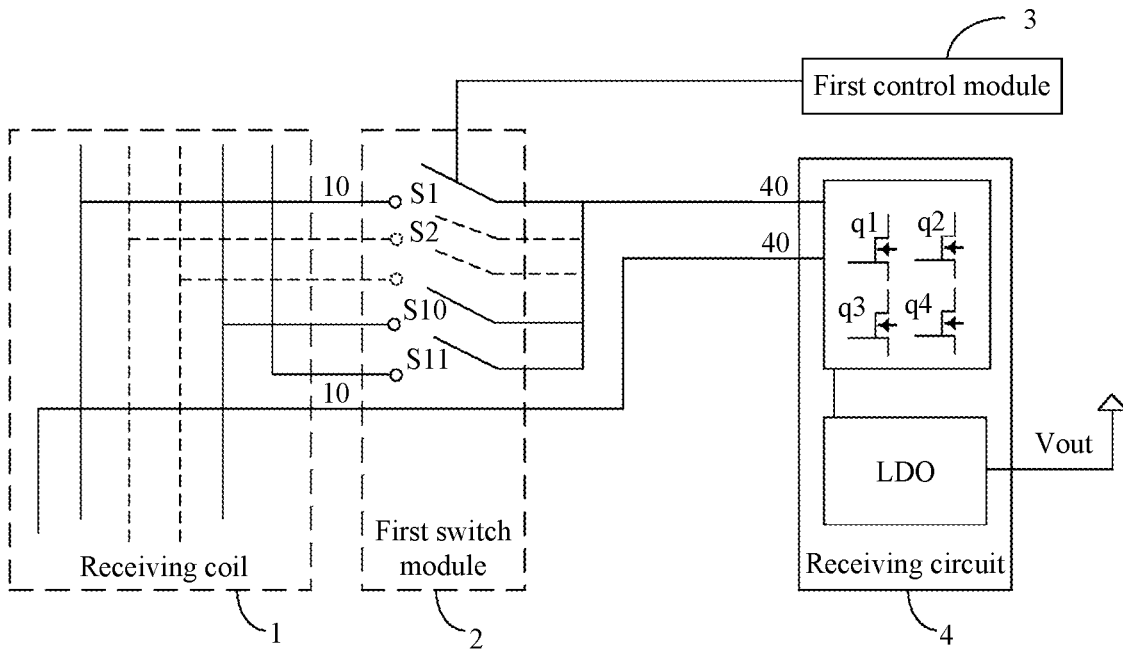 3
First control module
10
S1
40
S2
40
q1
q2
S10
q3
q4
S11
10
Vout
LDO
First switch
module
Receiving coil
Receiving circuit
1
2
4